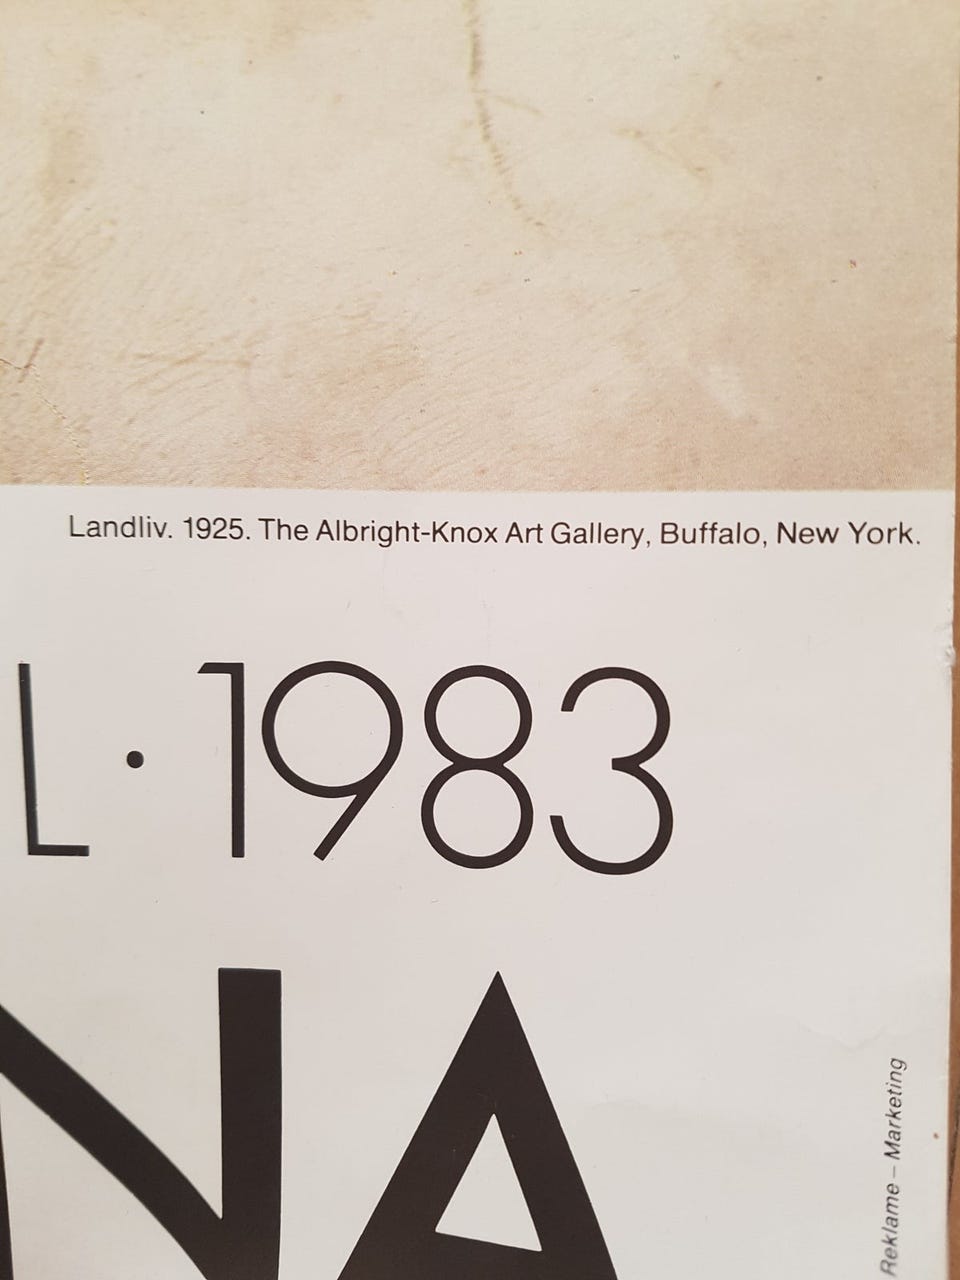 Landliv. 1925. The Albright-Knox Art Gallery, Buffalo, New York.
L · 1983
NA
Reklame – Marketing